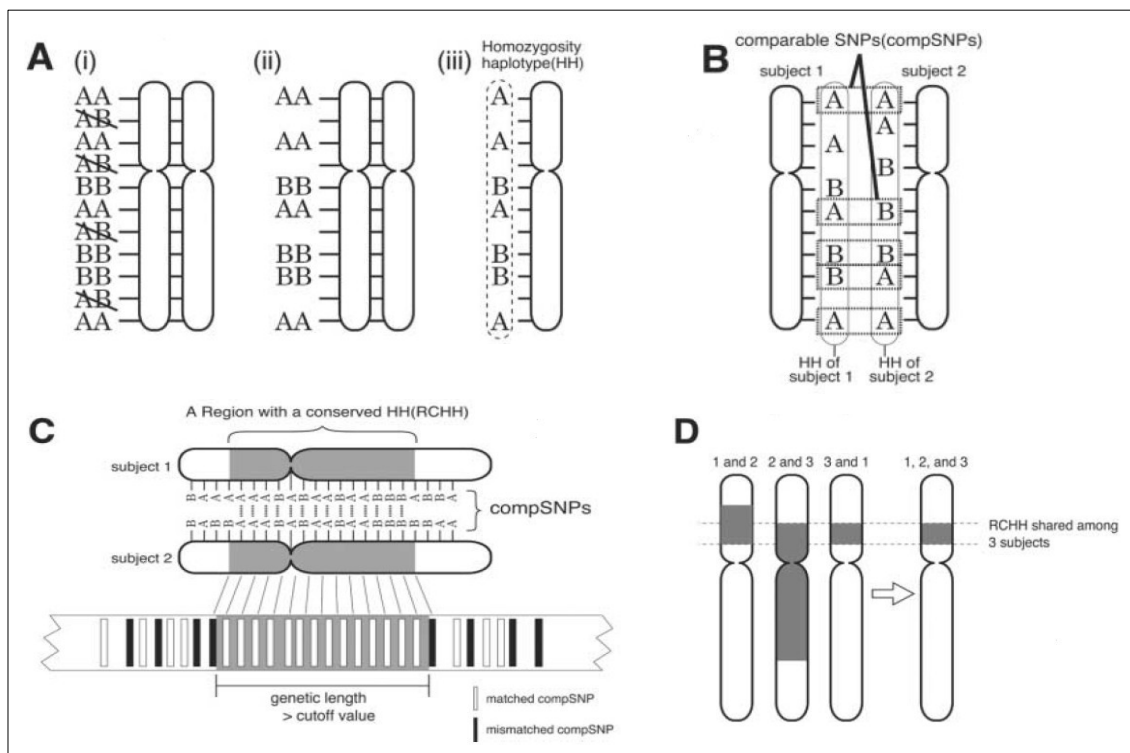 A
(i)
AA
AB
AA
AB
BB
AA
AB
BB
BB
AB
AA
(ii)
AA
AA
BB
AA
BB
BB
AA
(iii)
Homozygosity
haplotype(HH)
A
A
B
A
B
B
A
B
comparable SNPs(compSNPs)
subject 1
subject 2
A A
A
A
B
B
A B
B B
B A
A A
HH of
subject 1
HH of
subject 2
C
A Region with a conserved HH(RCHH)
subject 1
compSNPs
subject 2
genetic length
> cutoff value
matched compSNP
mismatched compSNP
D
1 and 2
2 and 3
3 and 1
1, 2, and 3
RCHH shared among
3 subjects